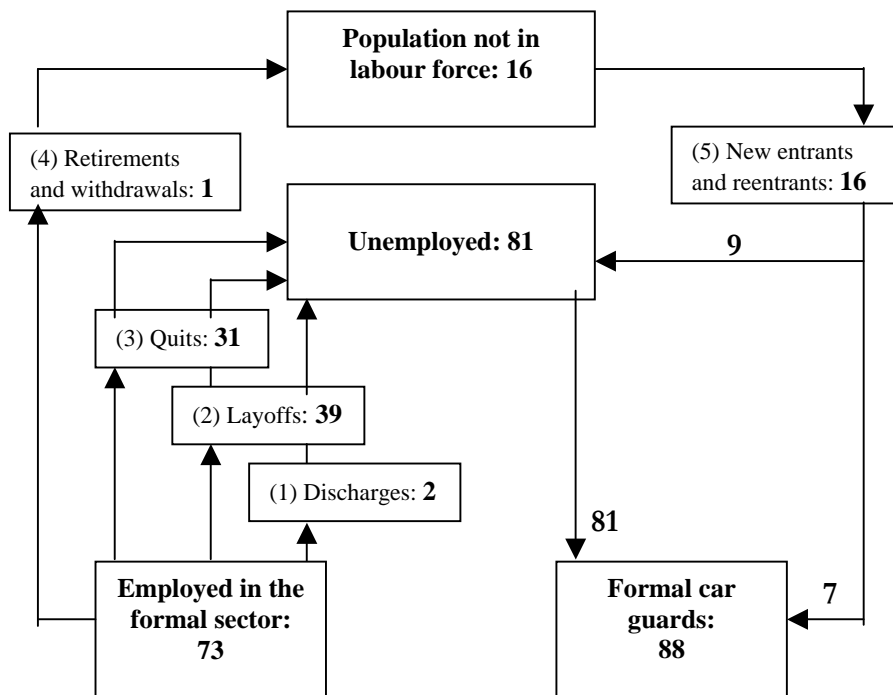 Population not in
labour force: 16
(4) Retirements
and withdrawals: 1
(5) New entrants
and reentrants: 16
Unemployed: 81
9
(3) Quits: 31
(2) Layoffs: 39
(1) Discharges: 2
81
Employed in the
formal sector:
73
Formal car
guards:
88
7